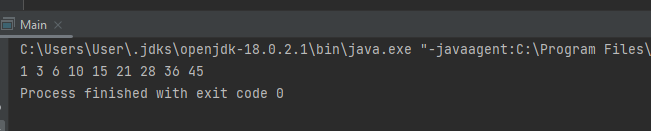 Main
C:\Users\User\.jdks\openjdk-18.0.2.1\bin\java.exe "-javaagent:C:\Program Files\
1 3 6 10 15 21 28 36 45
Process finished with exit code 0